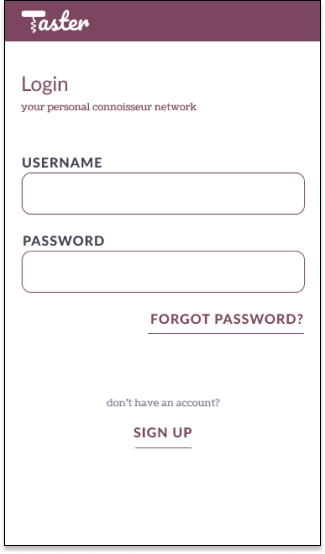 Taster
Login
your personal connoisseur network
USERNAME
PASSWORD
FORGOT PASSWORD?
don't have an account?
SIGN UP